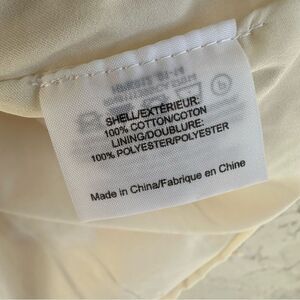 SHELL/EXTÉRIEUR:
100% COTTON/COTON
LINING/DOUBLURE:
100% POLYESTER/POLYESTER
Made in China/Fabrique en Chine